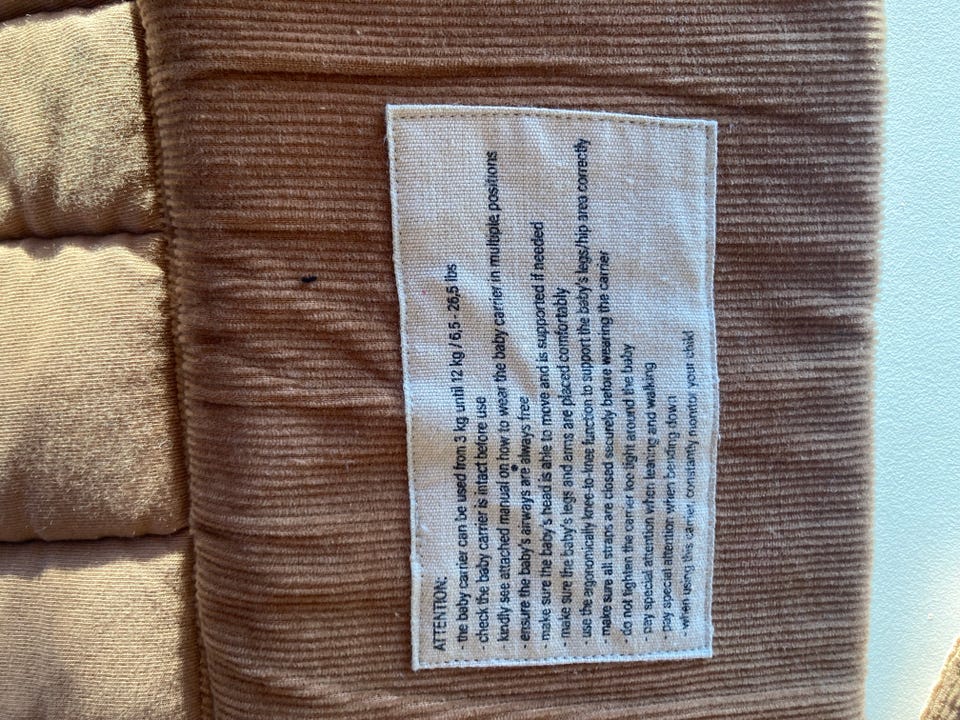 ATTENTION:
- the baby carrier can be used from 3 kg until 12 kg / 6,5 - 26,5 lbs
- check the baby carrier is intact before use
- kindly see attached manual on how to wear the baby carrier in multiple positions
- ensure the baby's airways are always free
- make sure the baby's head is able to move and is supported if needed
- make sure the baby's legs and arms are placed comfortably
- use the ergonomically knee-to-knee function to support the baby's legs/hip area correctly
- make sure all straps are closed securely before wearing the carrier
- do not tighten the carrier too tight around the baby
- pay special attention when leaning and walking
- pay special attention when bending down
- when using this carrier, constantly monitor your child